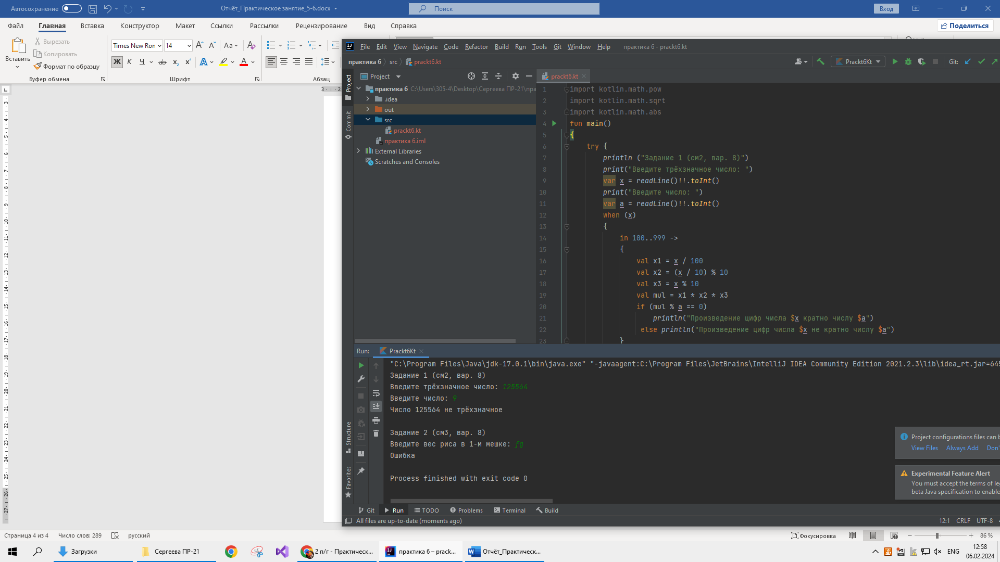 Автосохранение
Отчёт_Практическое занятие_5-6.docx
Поиск
Вход
Файл Главная Вставка Конструктор Макет Ссылки Рассылки Рецензирование Вид Справка
Поделиться
Вставить
Вырезать
Копировать
Формат по образцу
Буфер обмена
Times New Ron 14
Шрифт
Абзац
File Edit View Navigate Code Refactor Build Run Tools Git Window Help практика 6 - prackt6.kt
практика 6 src prackt6.kt
Prackt6Kt
Git:
Project
prackt6.kt
практика 6 C:\Users\305-4\Desktop\Сергеева ПР-21\пра
.idea
out
src
prackt6.kt
практика 6.iml
External Libraries
Scratches and Consoles
Project
Commit
Structure
Favorites
1 import kotlin.math.pow
2 import kotlin.math.sqrt
3 import kotlin.math.abs
4 fun main()
5 {
6 try {
7 println ("Задание 1 (см2, вар. 8)")
8 print("Введите трёхзначное число: ")
9 var x = readLine()!!.toInt()
10 print("Введите число: ")
11 var a = readLine()!!.toInt()
12 when (x)
13 {
14 in 100..999 ->
15 {
16 val x1 = x / 100
17 val x2 = (x / 10) % 10
18 val x3 = x % 10
19 val mul = x1 * x2 * x3
20 if (mul % a == 0)
21 println("Произведение цифр числа $x кратно числу $a")
22 else println("Произведение цифр числа $x не кратно числу $a")
23 }
Run: Prackt6Kt
"C:\Program Files\Java\jdk-17.0.1\bin\java.exe" "-javaagent:C:\Program Files\JetBrains\IntelliJ IDEA Community Edition 2021.2.3\lib\idea_rt.jar=645
Задание 1 (см2, вар. 8)
Введите трёхзначное число: 125564
Введите число: 9
Число 125564 не трёхзначное
Задание 2 (см3, вар. 8)
Введите вес риса в 1-м мешке: fg
Ошибка
Process finished with exit code 0
Project configurations files can b
View Files Always Add Don'
Experimental Feature Alert
You must accept the terms of leg
beta Java specification to enable
Git Run TODO Problems Terminal Build
All files are up-to-date (moments ago)
12:1 CRLF UTF-8
Страница 4 из 4 Число слов: 289 русский
Фокусировка
86 %
Загрузки
Сергеева ПР-21
2 п/г - Практическ...
практика 6 – prack...
Отчёт_Практическ...
ENG
12:58
06.02.2024